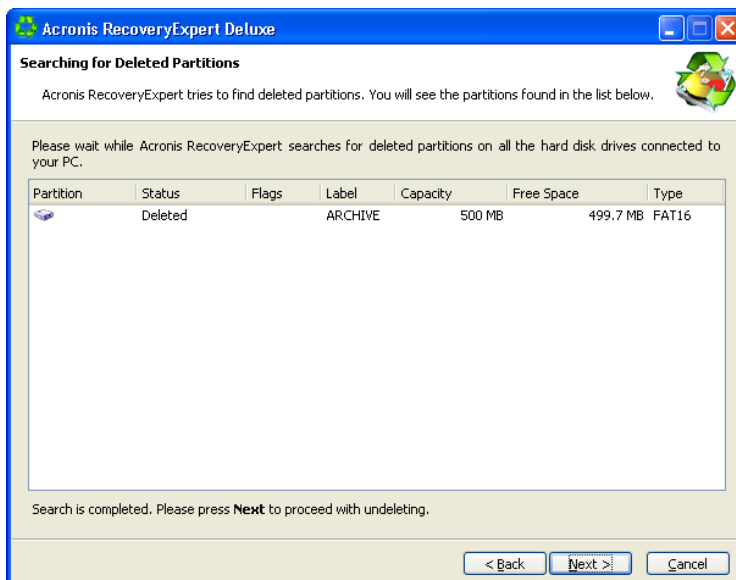 Acronis RecoveryExpert Deluxe
Searching for Deleted Partitions
Acronis RecoveryExpert tries to find deleted partitions. You will see the partitions found in the list below.
Please wait while Acronis RecoveryExpert searches for deleted partitions on all the hard disk drives connected to
your PC.
Partition Status Flags Label Capacity Free Space Type
Deleted ARCHIVE 500 MB 499.7 MB FAT16
Search is completed. Please press Next to proceed with undeleting.
< Back Next > Cancel